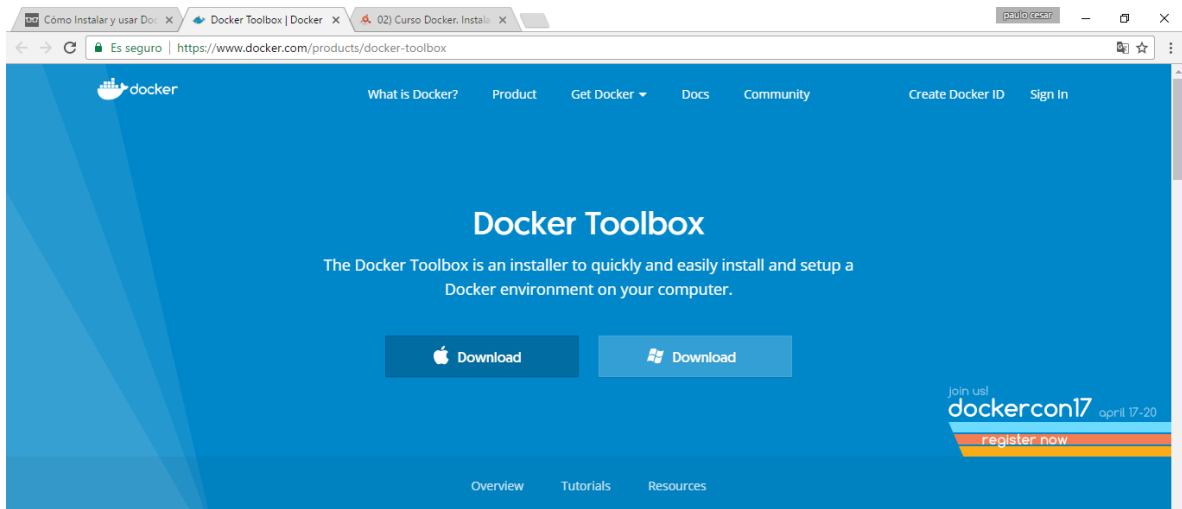 Cómo Instalar y usar Doc
Docker Toolbox | Docker
02) Curso Docker. Instala
paulo cesar
Es seguro | https://www.docker.com/products/docker-toolbox
docker
What is Docker? Product Get Docker Docs Community Create Docker ID Sign In
Docker Toolbox
The Docker Toolbox is an installer to quickly and easily install and setup a
Docker environment on your computer.
Download Download
join us!
dockercon17 april 17-20
register now
Overview Tutorials Resources